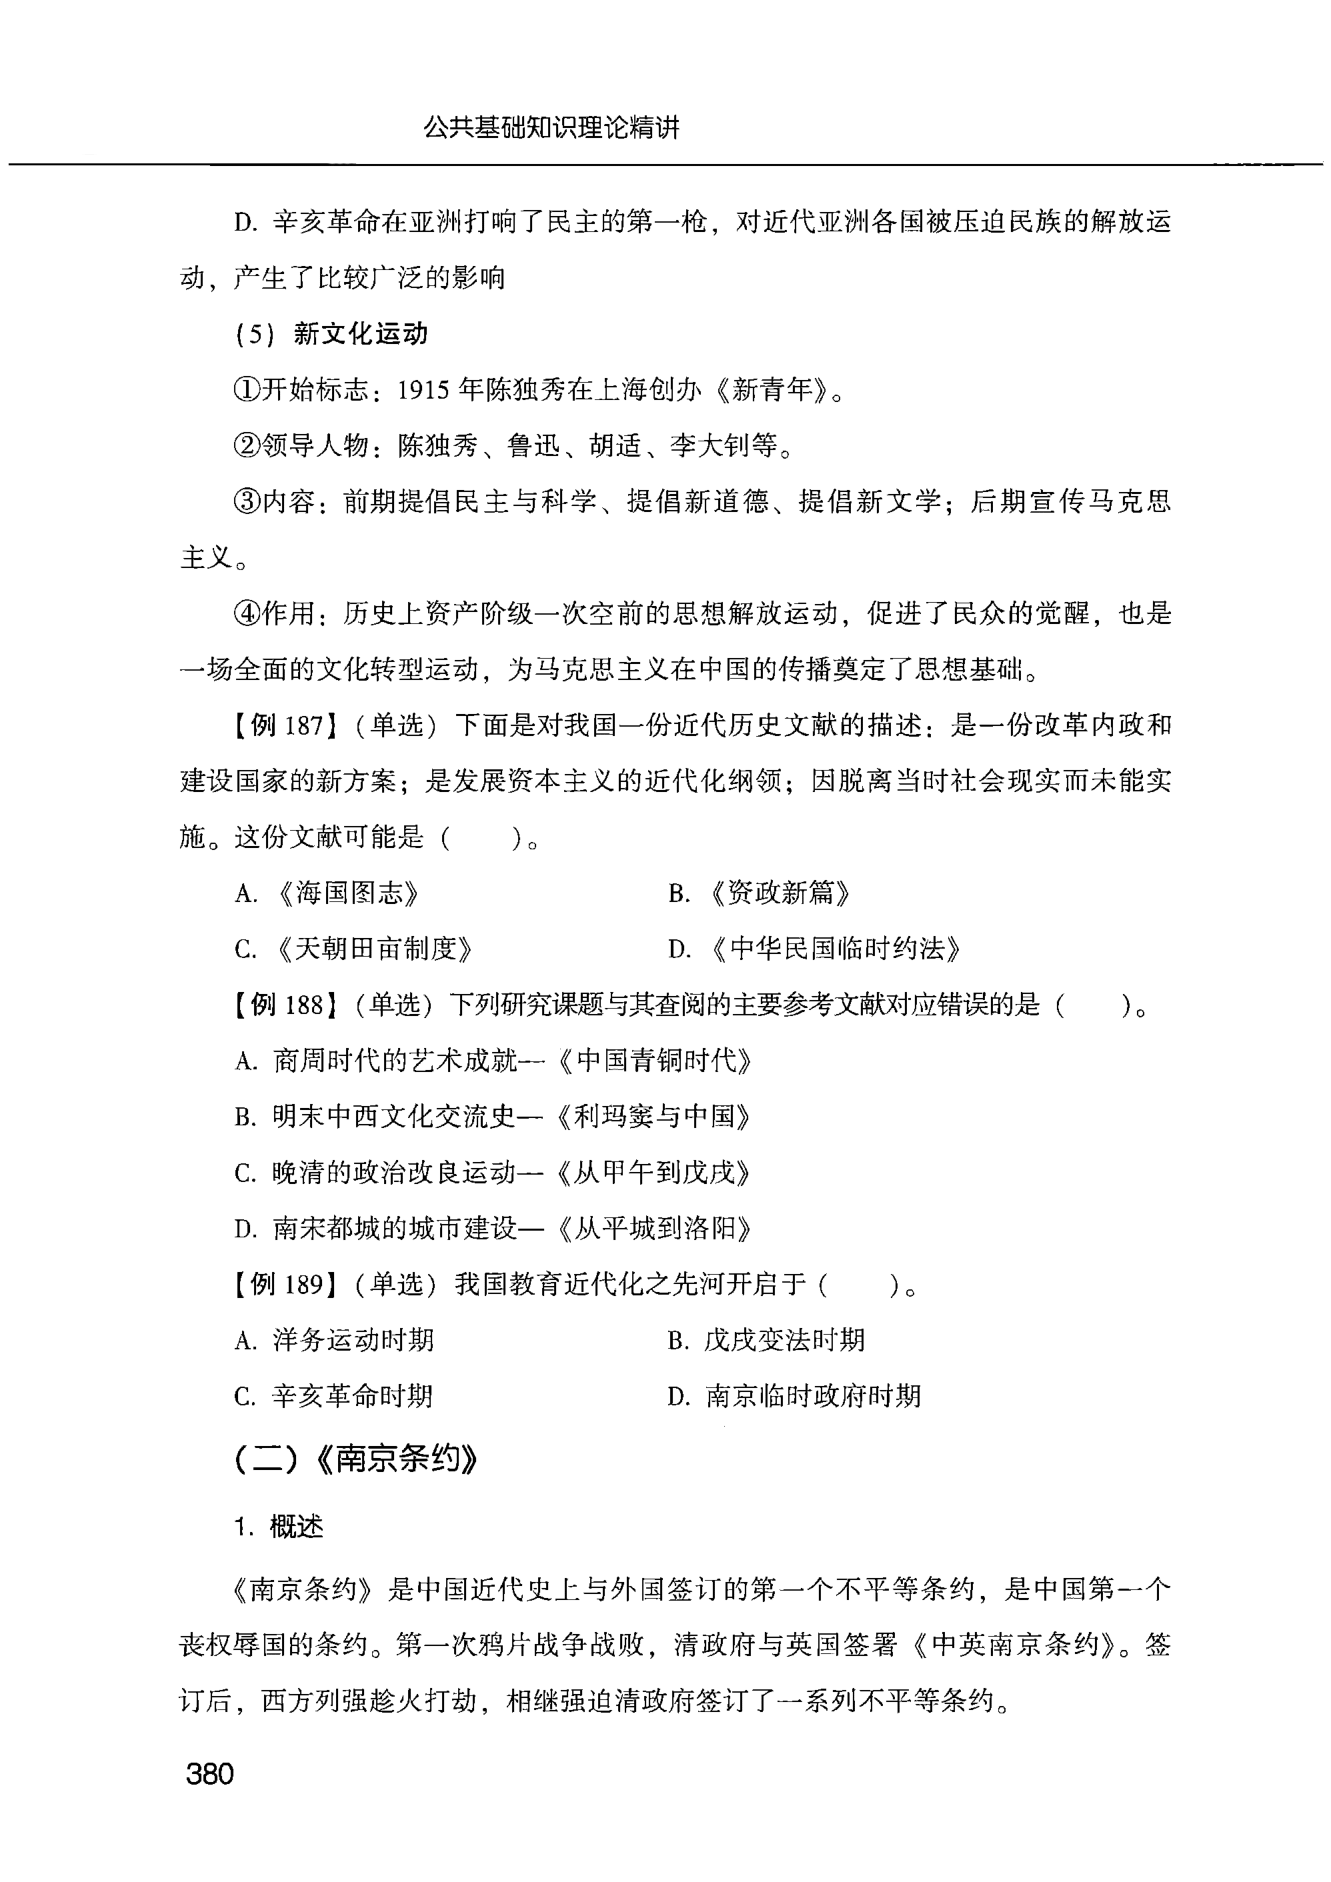 公共基础知识理论精讲
D. 辛亥革命在亚洲打响了民主的第一枪，对近代亚洲各国被压迫民族的解放运
动，产生了比较广泛的影响
(5) 新文化运动
①开始标志：1915 年陈独秀在上海创办《新青年》。
②领导人物：陈独秀、鲁迅、胡适、李大钊等。
③内容：前期提倡民主与科学、提倡新道德、提倡新文学；后期宣传马克思
主义。
④作用：历史上资产阶级一次空前的思想解放运动，促进了民众的觉醒，也是
一场全面的文化转型运动，为马克思主义在中国的传播奠定了思想基础。
【例 187】(单选) 下面是对我国一份近代历史文献的描述：是一份改革内政和
建设国家的新方案；是发展资本主义的近代化纲领；因脱离当时社会现实而未能实
施。这份文献可能是 (　　)。
A. 《海国图志》 B. 《资政新篇》
C. 《天朝田亩制度》 D. 《中华民国临时约法》
【例 188】(单选) 下列研究课题与其查阅的主要参考文献对应错误的是 (　　)。
A. 商周时代的艺术成就—《中国青铜时代》
B. 明末中西文化交流史—《利玛窦与中国》
C. 晚清的政治改良运动—《从甲午到戊戌》
D. 南宋都城的城市建设—《从平城到洛阳》
【例 189】(单选) 我国教育近代化之先河开启于 (　　)。
A. 洋务运动时期 B. 戊戌变法时期
C. 辛亥革命时期 D. 南京临时政府时期
(二)《南京条约》
1. 概述
《南京条约》是中国近代史上与外国签订的第一个不平等条约，是中国第一个
丧权辱国的条约。第一次鸦片战争战败，清政府与英国签署《中英南京条约》。签
订后，西方列强趁火打劫，相继强迫清政府签订了一系列不平等条约。
380